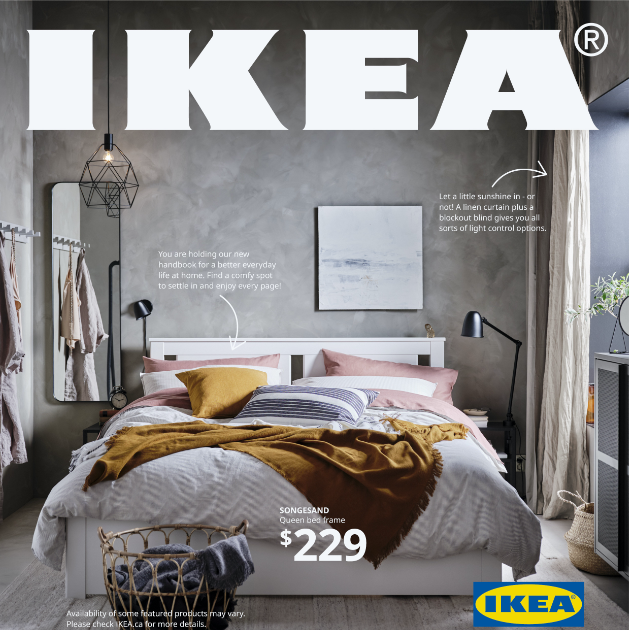 IKEA®
Let a little sunshine in - or
not! A linen curtain plus a
blockout blind gives you all
sorts of light control options.
You are holding our new
handbook for a better everyday
life at home. Find a comfy spot
to settle in and enjoy every page!
SONGESAND
Queen bed frame
$229
Availability of some featured products may vary.
Please check IKEA.ca for more details.
IKEA®